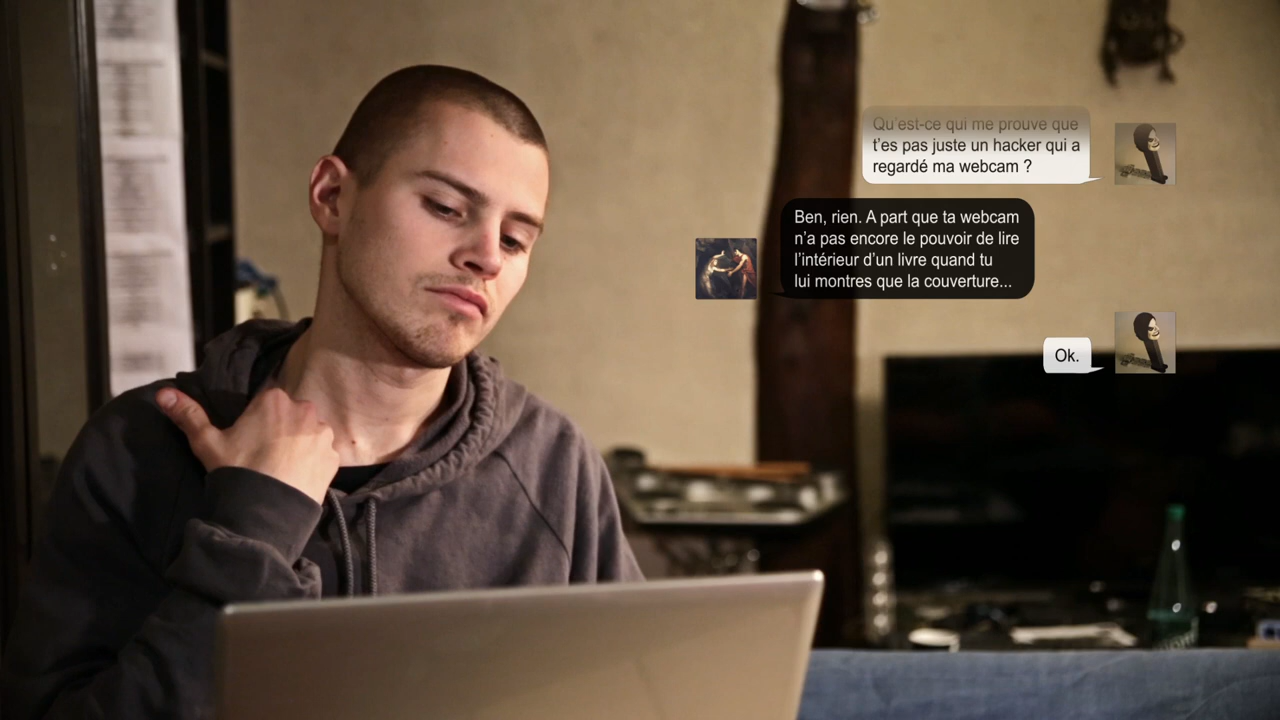 Qu'est-ce qui me prouve que
t'es pas juste un hacker qui a
regardé ma webcam ?
Ben, rien. A part que ta webcam
n'a pas encore le pouvoir de lire
l'intérieur d'un livre quand tu
lui montres que la couverture...
Ok.